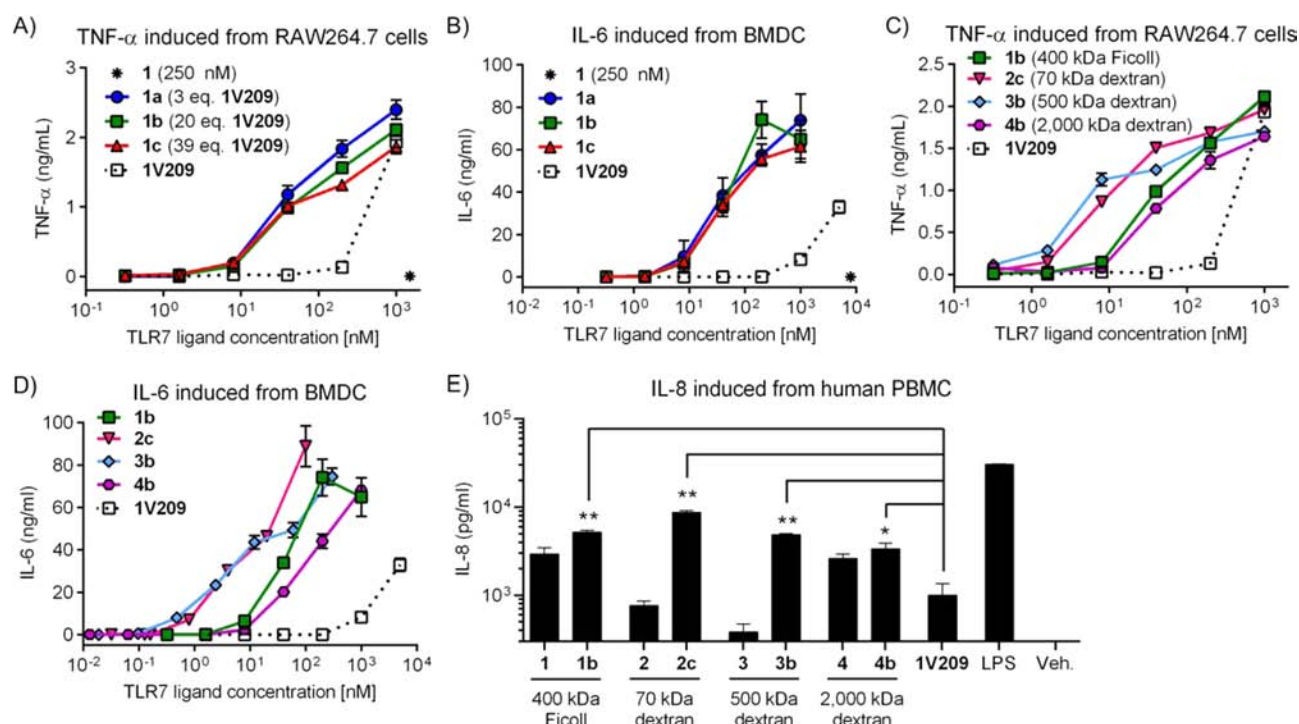 A)
TNF-α induced from RAW264.7 cells
3
2
1
0
TNF-α (ng/mL)
1 (250 nM)
1a (3 eq. 1V209)
1b (20 eq. 1V209)
1c (39 eq. 1V209)
1V209
10-1 100 101 102 103
TLR7 ligand concentration [nM]
B)
IL-6 induced from BMDC
100
80
60
40
20
0
IL-6 (ng/mL)
1 (250 nM)
1a
1b
1c
1V209
10-1 100 101 102 103 104
TLR7 ligand concentration [nM]
C)
TNF-α induced from RAW264.7 cells
2.5
2.0
1.5
1.0
0.5
0.0
TNF-α (ng/mL)
1b (400 kDa Ficoll)
2c (70 kDa dextran)
3b (500 kDa dextran)
4b (2,000 kDa dextran)
1V209
10-1 100 101 102 103
TLR7 ligand concentration [nM]
D)
IL-6 induced from BMDC
100
80
60
40
20
0
IL-6 (ng/ml)
1b
2c
3b
4b
1V209
10-2 100 102 104
TLR7 ligand concentration [nM]
E)
IL-8 induced from human PBMC
105
104
103
IL-8 (pg/ml)
** ** ** *
1 1b 2 2c 3 3b 4 4b 1V209 LPS Veh.
400 kDa 70 kDa 500 kDa 2,000 kDa
Ficoll dextran dextran dextran